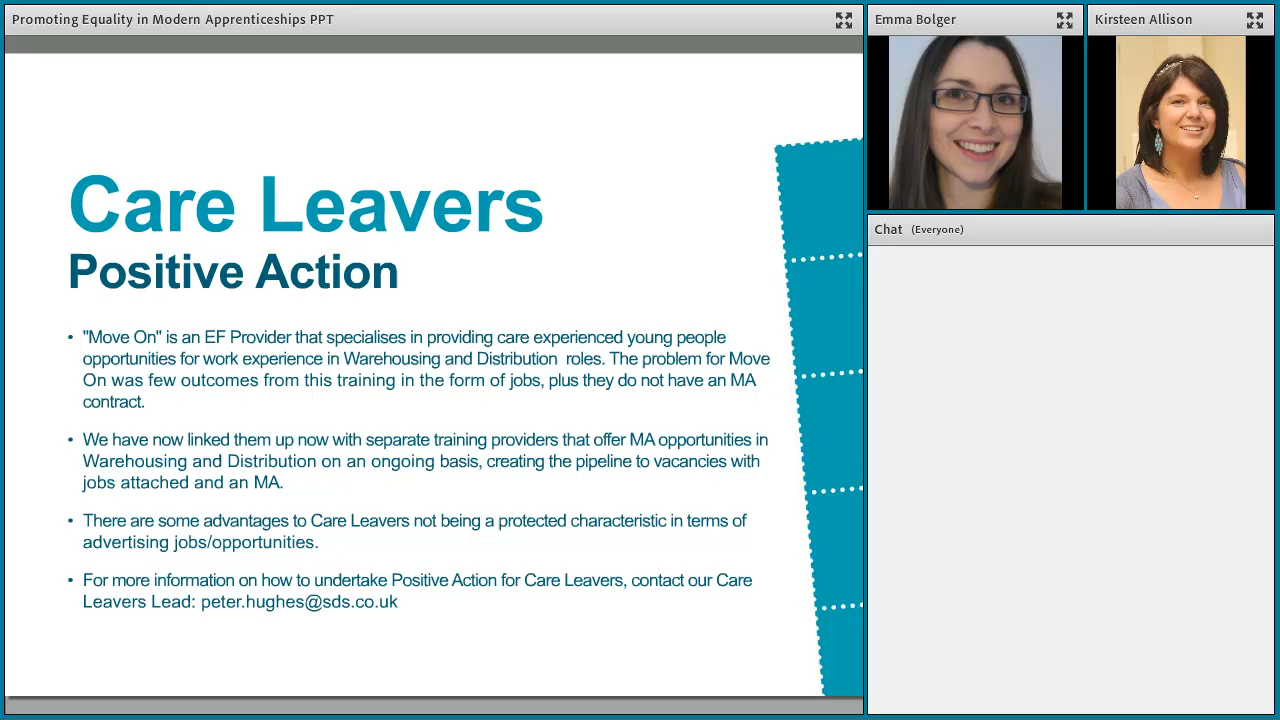 Promoting Equality in Modern Apprenticeships PPT
Emma Bolger
Kirsteen Allison
Care Leavers
Positive Action
• "Move On" is an EF Provider that specialises in providing care experienced young people
opportunities for work experience in Warehousing and Distribution roles. The problem for Move
On was few outcomes from this training in the form of jobs, plus they do not have an MA
contract.
• We have now linked them up now with separate training providers that offer MA opportunities in
Warehousing and Distribution on an ongoing basis, creating the pipeline to vacancies with
jobs attached and an MA.
• There are some advantages to Care Leavers not being a protected characteristic in terms of
advertising jobs/opportunities.
• For more information on how to undertake Positive Action for Care Leavers, contact our Care
Leavers Lead: peter.hughes@sds.co.uk
Chat (Everyone)